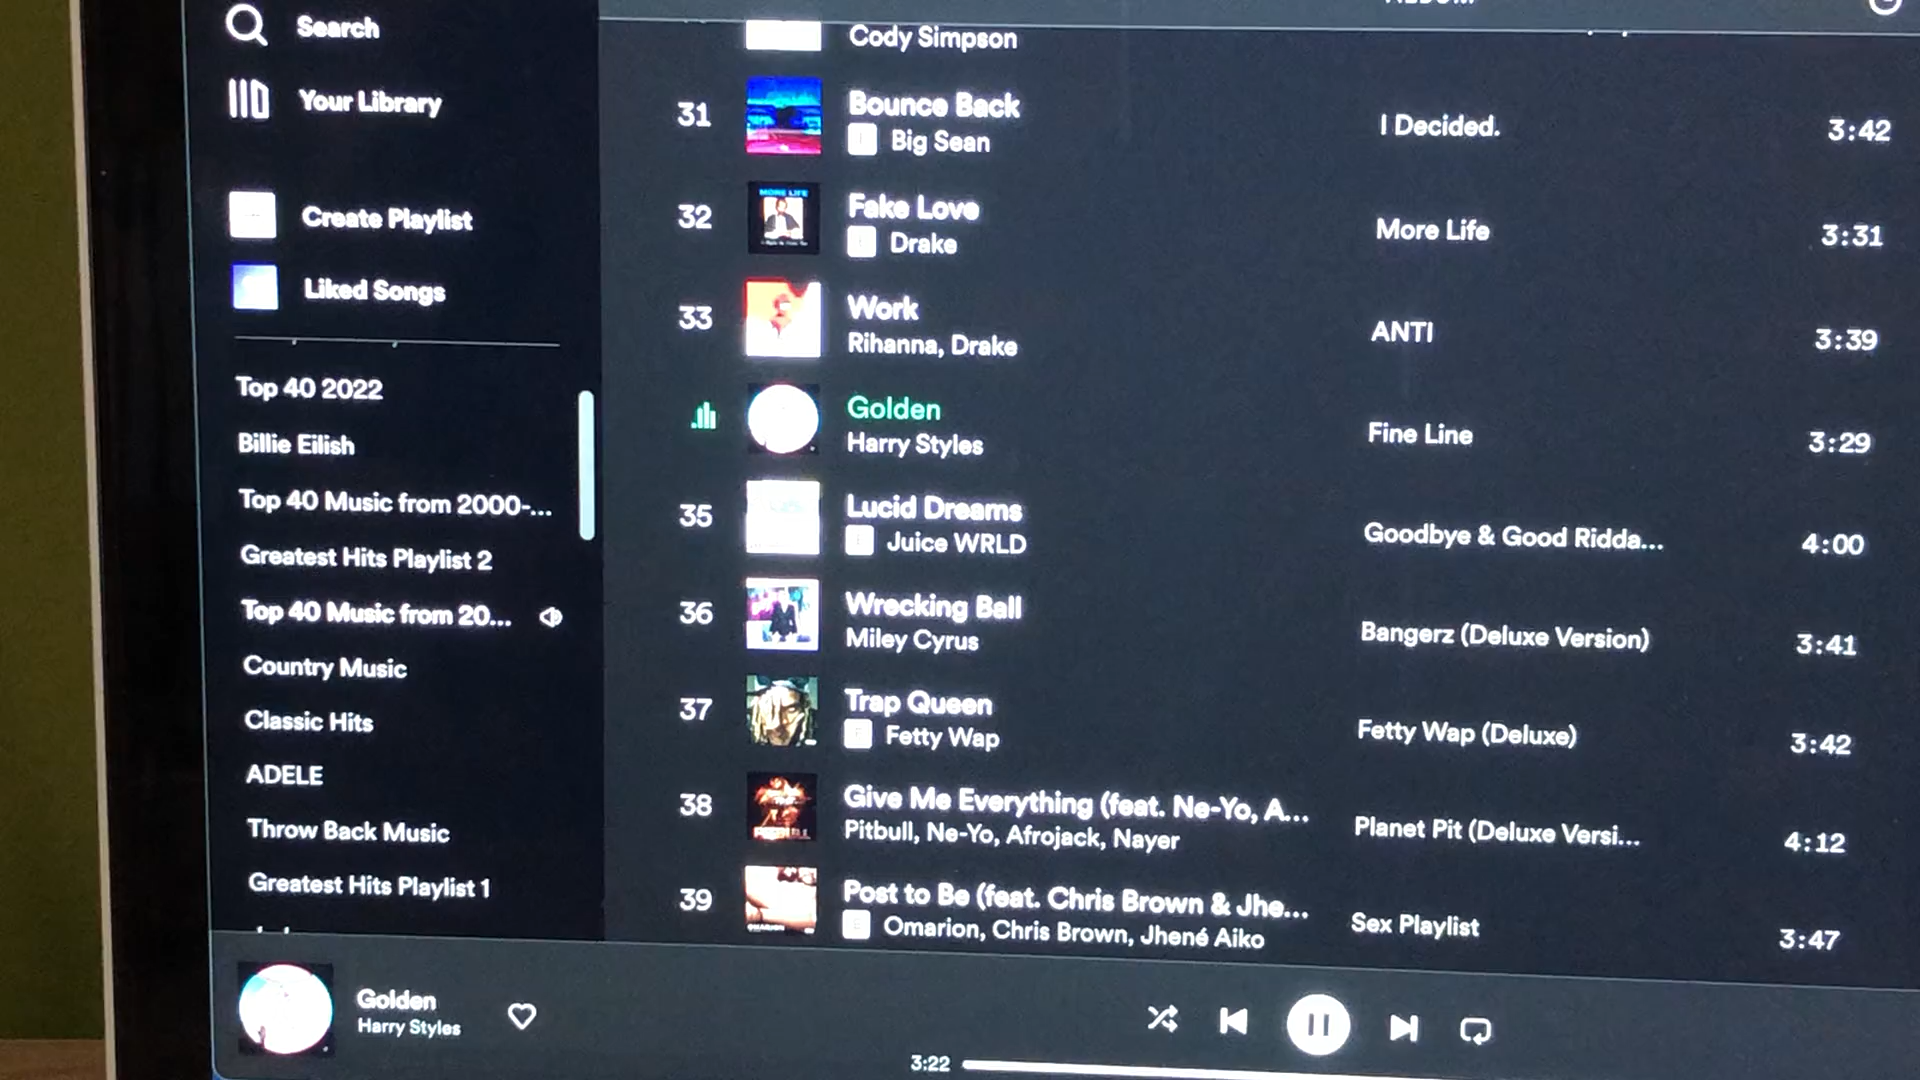 Search
Your Library
Create Playlist
Liked Songs
Top 40 2022
Billie Eilish
Top 40 Music from 2000-...
Greatest Hits Playlist 2
Top 40 Music from 20...
Country Music
Classic Hits
ADELE
Throw Back Music
Greatest Hits Playlist 1
Cody Simpson
31 Bounce Back I Decided. 3:42
Big Sean
MORE LIFE
32 Fake Love More Life 3:31
E Drake
33 Work ANTI 3:39
Rihanna, Drake
Golden Fine Line 3:29
Harry Styles
35 Lucid Dreams Goodbye & Good Ridda... 4:00
Juice WRLD
36 Wrecking Ball Bangerz (Deluxe Version) 3:41
Miley Cyrus
37 Trap Queen Fetty Wap (Deluxe) 3:42
Fetty Wap
38 Give Me Everything (feat. Ne-Yo, A... Planet Pit (Deluxe Versi... 4:12
Pitbull, Ne-Yo, Afrojack, Nayer
39 Post to Be (feat. Chris Brown & Jhe... Sex Playlist 3:47
E Omarion, Chris Brown, Jhené Aiko
Golden
Harry Styles
3:22